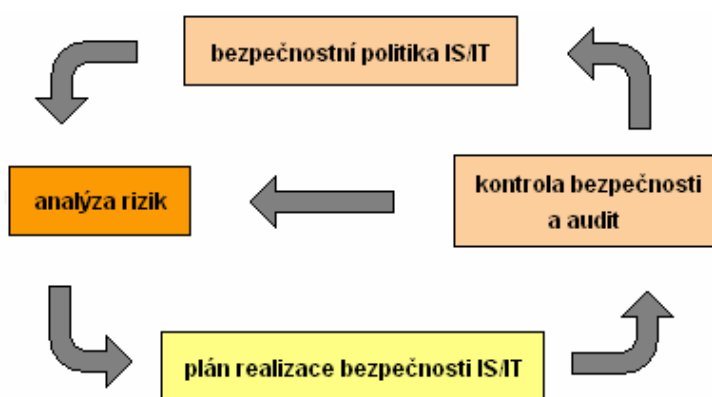 bezpečnostní politika IS/IT
analýza rizik
kontrola bezpečnosti
a audit
plán realizace bezpečnosti IS/IT